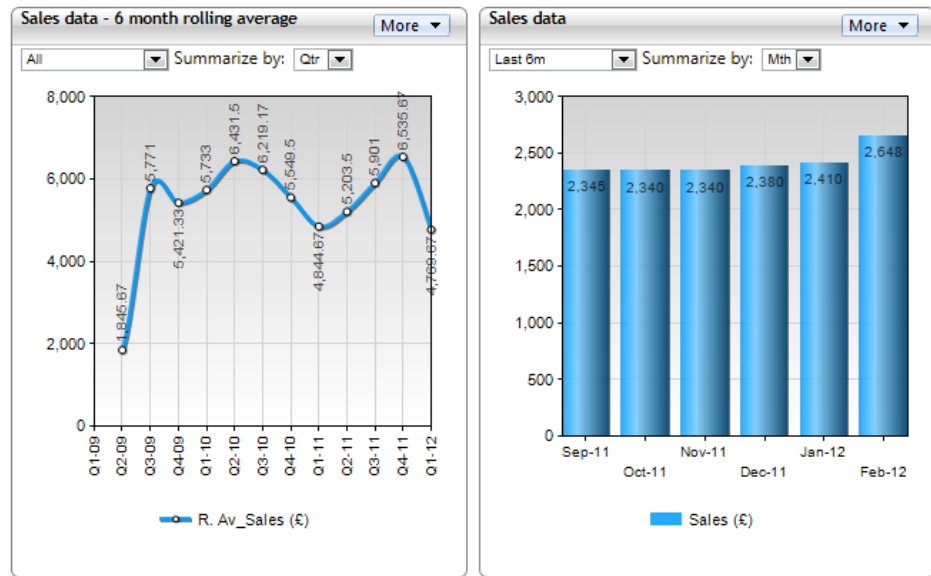 Sales data - 6 month rolling average
More
All
Summarize by:
Qtr
8,000
6,000
4,000
2,000
0
1,845.67
5,771
5,421.33
5,733
6,431.5
6,219.17
5,549.5
4,844.67
5,203.5
5,901
6,535.67
4,769.67
Q1-09
Q2-09
Q3-09
Q4-09
Q1-10
Q2-10
Q3-10
Q4-10
Q1-11
Q2-11
Q3-11
Q4-11
Q1-12
R. Av_Sales (£)
Sales data
More
Last 6m
Summarize by:
Mth
3,000
2,500
2,000
1,500
1,000
500
0
2,345
2,340
2,340
2,380
2,410
2,648
Sep-11
Oct-11
Nov-11
Dec-11
Jan-12
Feb-12
Sales (£)